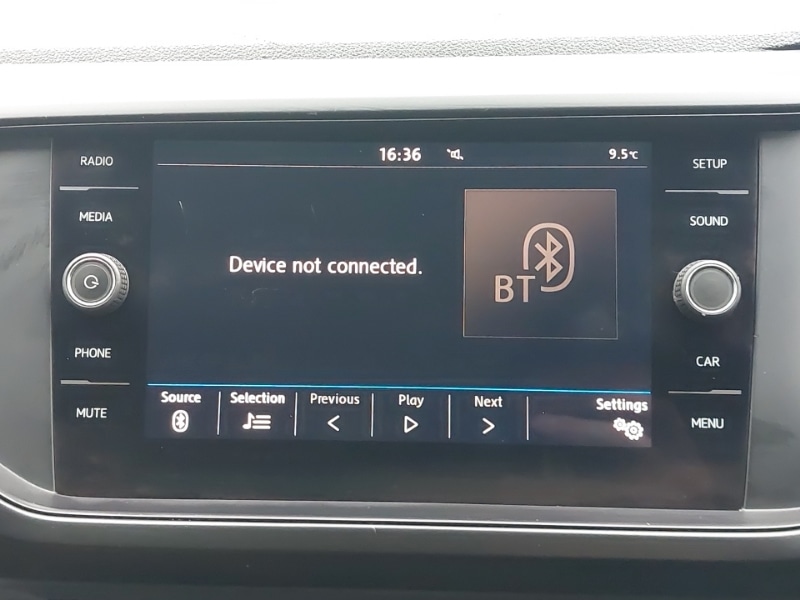 RADIO
MEDIA
PHONE
MUTE
16:36
9.5°C
Device not connected.
BT
Source
Selection
Previous
Play
Next
Settings
SETUP
SOUND
CAR
MENU